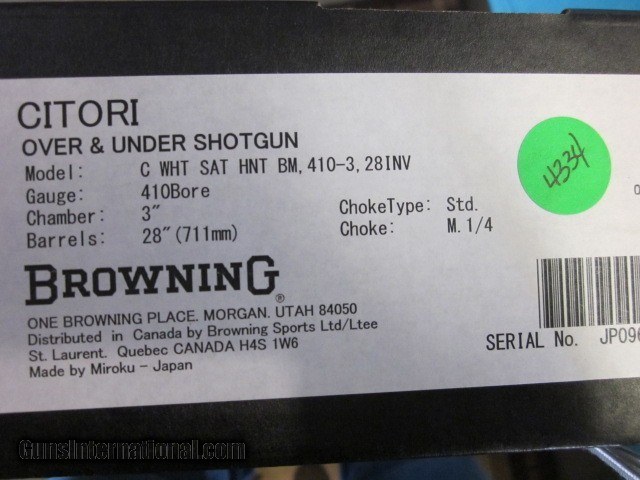 CITORI
OVER & UNDER SHOTGUN
Model: C WHT SAT HNT BM, 410-3, 28INV
Gauge: 410Bore
Chamber: 3" ChokeType: Std.
Barrels: 28"(711mm) Choke: M.1/4
4334
BROWNING®
ONE BROWNING PLACE. MORGAN. UTAH 84050
Distributed in Canada by Browning Sports Ltd/Ltee
St. Laurent. Quebec CANADA H4S 1W6
Made by Miroku - Japan
SERIAL No. JP096
GunsInternational.com